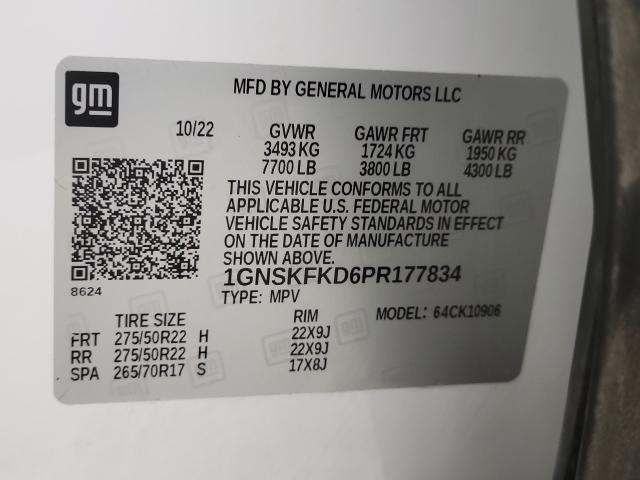 gm
MFD BY GENERAL MOTORS LLC
10/22 GVWR GAWR FRT GAWR RR
3493 KG 1724 KG 1950 KG
7700 LB 3800 LB 4300 LB
THIS VEHICLE CONFORMS TO ALL
APPLICABLE U.S. FEDERAL MOTOR
VEHICLE SAFETY STANDARDS IN EFFECT
ON THE DATE OF MANUFACTURE
SHOWN ABOVE.
8624
1GNSKFKD6PR177834
TYPE: MPV MODEL: 64CK10906
TIRE SIZE RIM
FRT 275/50R22 H 22X9J
RR 275/50R22 H 22X9J
SPA 265/70R17 S 17X8J